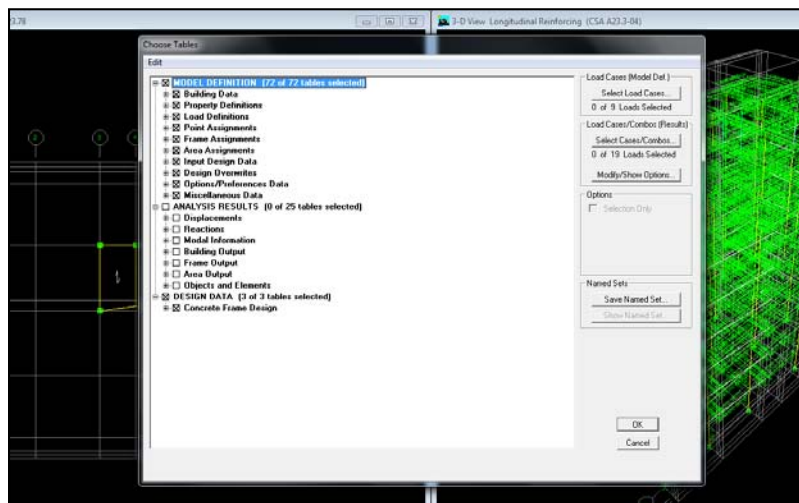 3.78
3-D View Longitudinal Reinforcing (CSA A23.3-04)
Choose Tables
Edit
MODEL DEFINITION (72 of 72 tables selected)
Building Data
Property Definitions
Load Definitions
Point Assignments
Frame Assignments
Area Assignments
Input Design Data
Design Overwrites
Options/Preferences Data
Miscellaneous Data
ANALYSIS RESULTS (0 of 25 tables selected)
Displacements
Reactions
Modal Information
Building Output
Frame Output
Area Output
Objects and Elements
DESIGN DATA (3 of 3 tables selected)
Concrete Frame Design
Load Cases (Model Def.)
Select Load Cases...
0 of 9 Loads Selected
Load Cases/Combos (Results)
Select Cases/Combos...
0 of 19 Loads Selected
Modify/Show Options...
Options
Selection Only
Named Sets
Save Named Set...
Show Named Set...
OK
Cancel